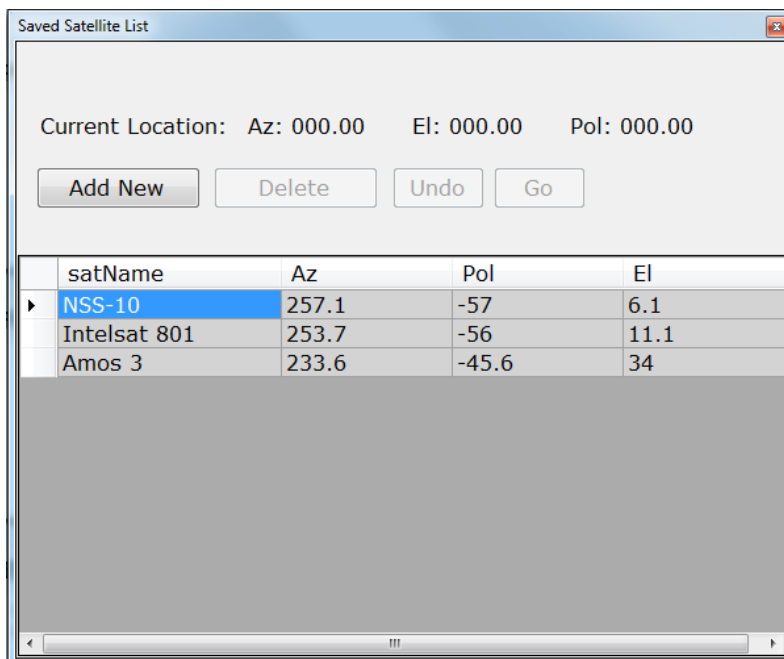 Saved Satellite List
Current Location: Az: 000.00 El: 000.00 Pol: 000.00
Add New Delete Undo Go
satName Az Pol El
NSS-10 257.1 -57 6.1
Intelsat 801 253.7 -56 11.1
Amos 3 233.6 -45.6 34